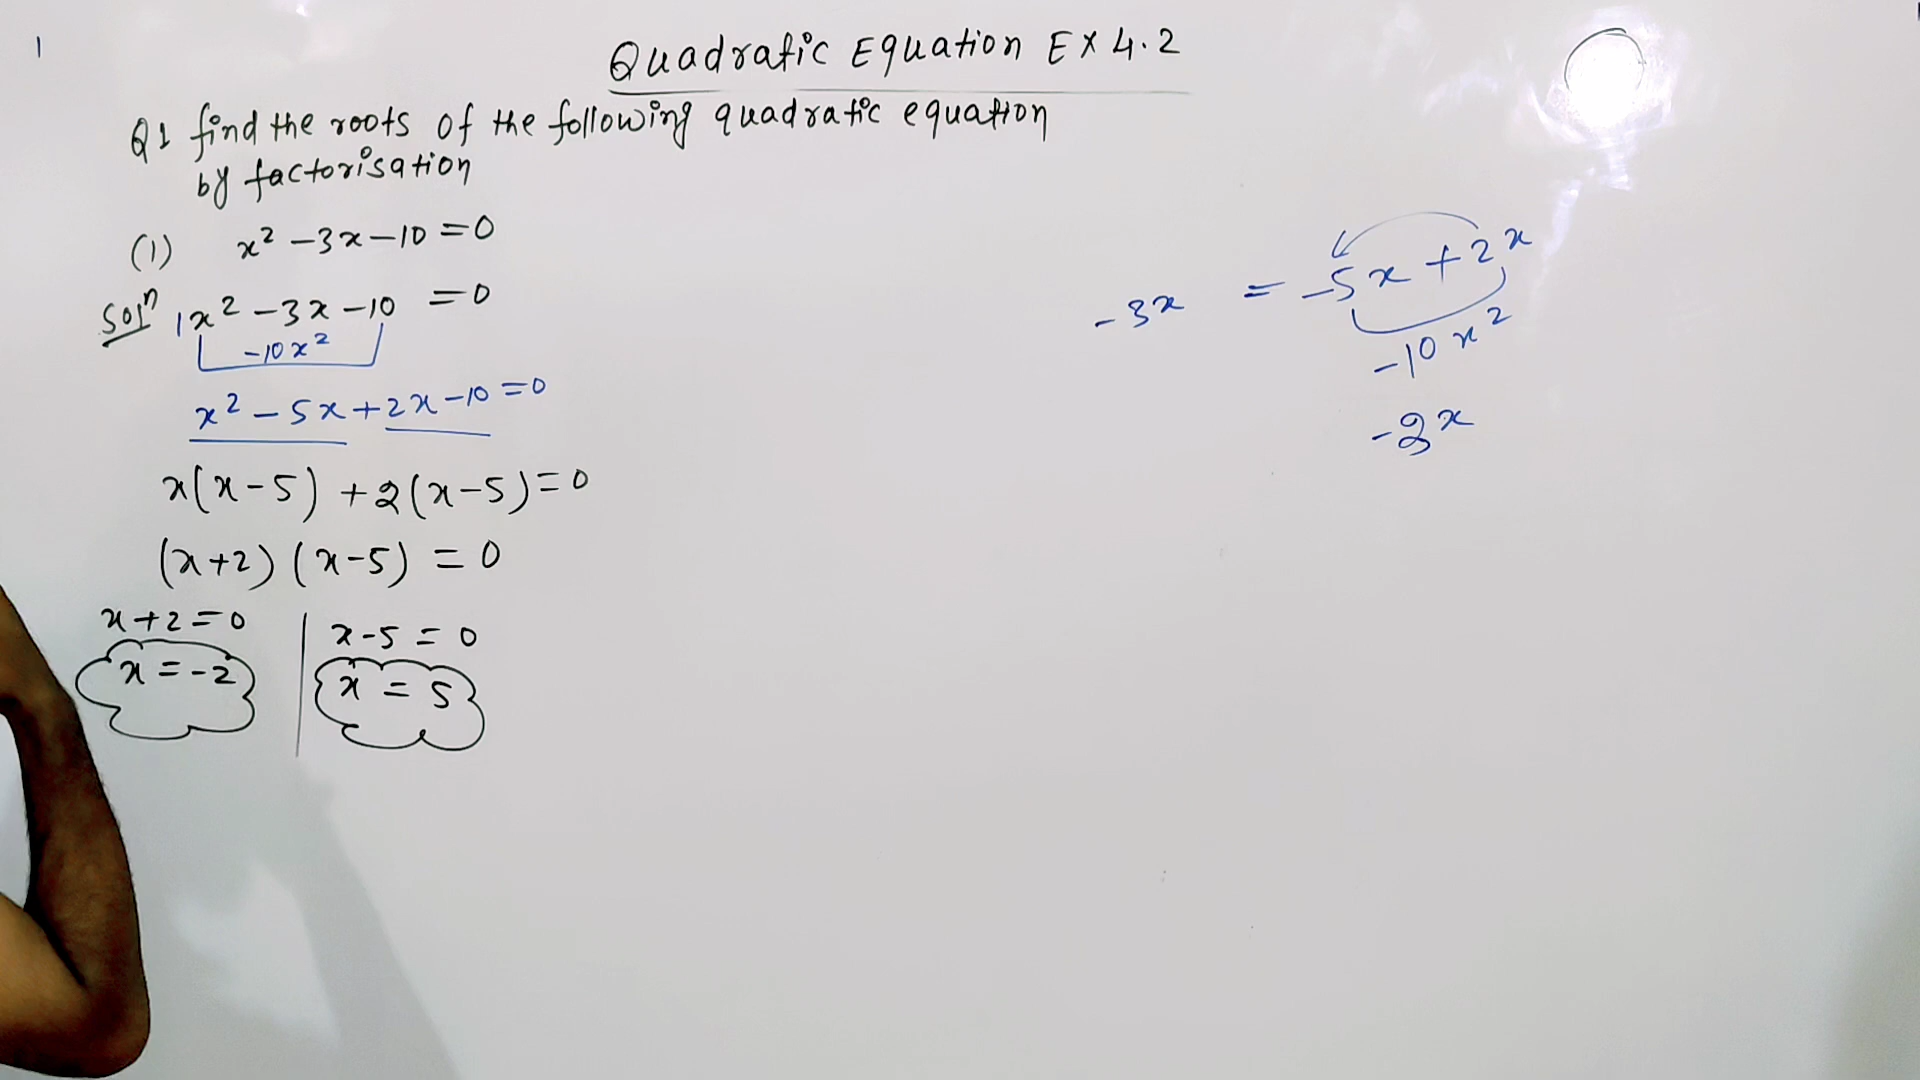 1
Quadratic Equation Ex 4.2
Q1 find the roots of the following quadratic equation
by factorisation
(1) x² -3x-10 = 0
Solⁿ 1x² -3x -10 = 0
-10x²
x² - 5x + 2x - 10 = 0
x(x-5) + 2(x-5) = 0
(x+2) (x-5) = 0
x+2 = 0 | x-5 = 0
x = -2 | x = 5
-3x = -5x + 2x
-10x²